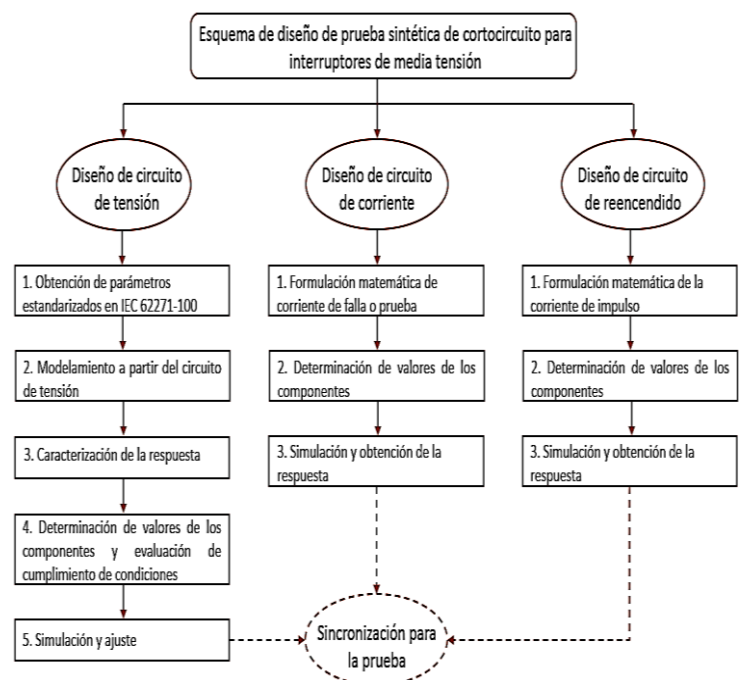 Esquema de diseño de prueba sintética de cortocircuito para
interruptores de media tensión
Diseño de circuito
de tensión
Diseño de circuito
de corriente
Diseño de circuito
de reencendido
1. Obtención de parámetros
estandarizados en IEC 62271-100
1. Formulación matemática de
corriente de falla o prueba
1. Formulación matemática de la
corriente de impulso
2. Modelamiento a partir del circuito
de tensión
2. Determinación de valores de los
componentes
2. Determinación de valores de los
componentes
3. Caracterización de la respuesta
3. Simulación y obtención de la
respuesta
3. Simulación y obtención de la
respuesta
4. Determinación de valores de los
componentes y evaluación de
cumplimiento de condiciones
5. Simulación y ajuste
Sincronización para
la prueba